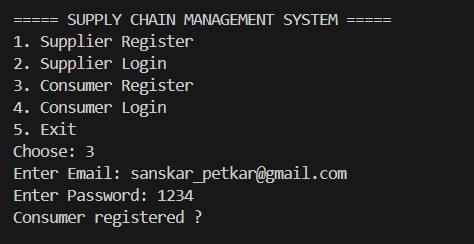 ===== SUPPLY CHAIN MANAGEMENT SYSTEM =====
1. Supplier Register
2. Supplier Login
3. Consumer Register
4. Consumer Login
5. Exit
Choose: 3
Enter Email: sanskar_petkar@gmail.com
Enter Password: 1234
Consumer registered ?